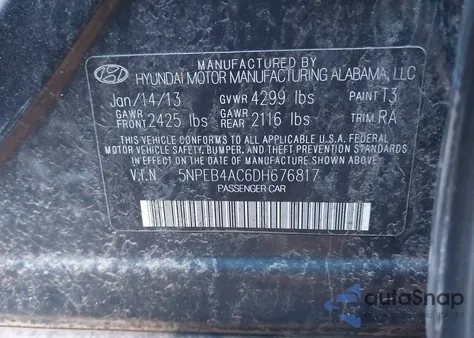 MANUFACTURED BY
HYUNDAI MOTOR MANUFACTURING ALABAMA, LLC
Jan/14/13 GVWR 4299 lbs PAINT T3
GAWR FRONT 2425 lbs GAWR REAR 2116 lbs TRIM RA
THIS VEHICLE CONFORMS TO ALL APPLICABLE U.S.A. FEDERAL
MOTOR VEHICLE SAFETY, BUMPER, AND THEFT PREVENTION STANDARDS
IN EFFECT ON THE DATE OF MANUFACTURE SHOWN ABOVE.
V.I.N 5NPEB4AC6DH676817
PASSENGER CAR
autoSnap